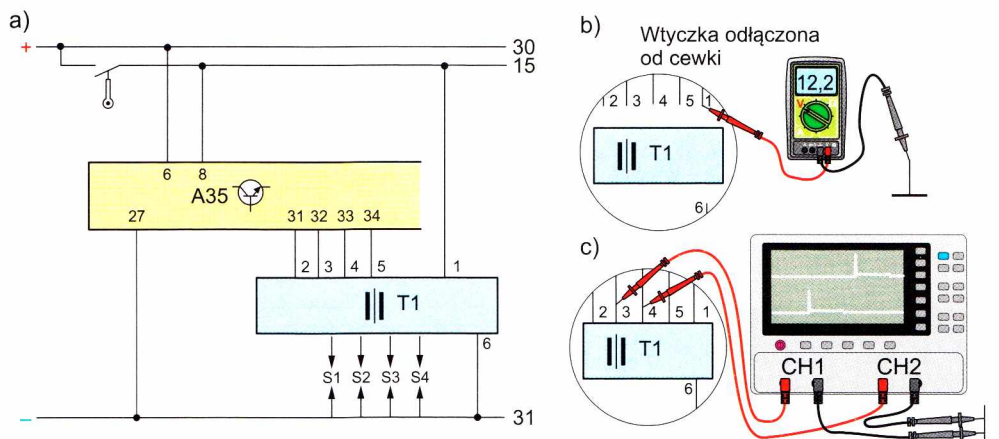 a)
+ 30
15
6 8
A35
27 31 32 33 34
2 3 4 5 1
T1
6
S1 S2 S3 S4
– 31
b)
Wtyczka odłączona
od cewki
2 3 4 5 1
T1
6
12,2
V
c)
2 3 4 5 1
T1
6
CH1 CH2